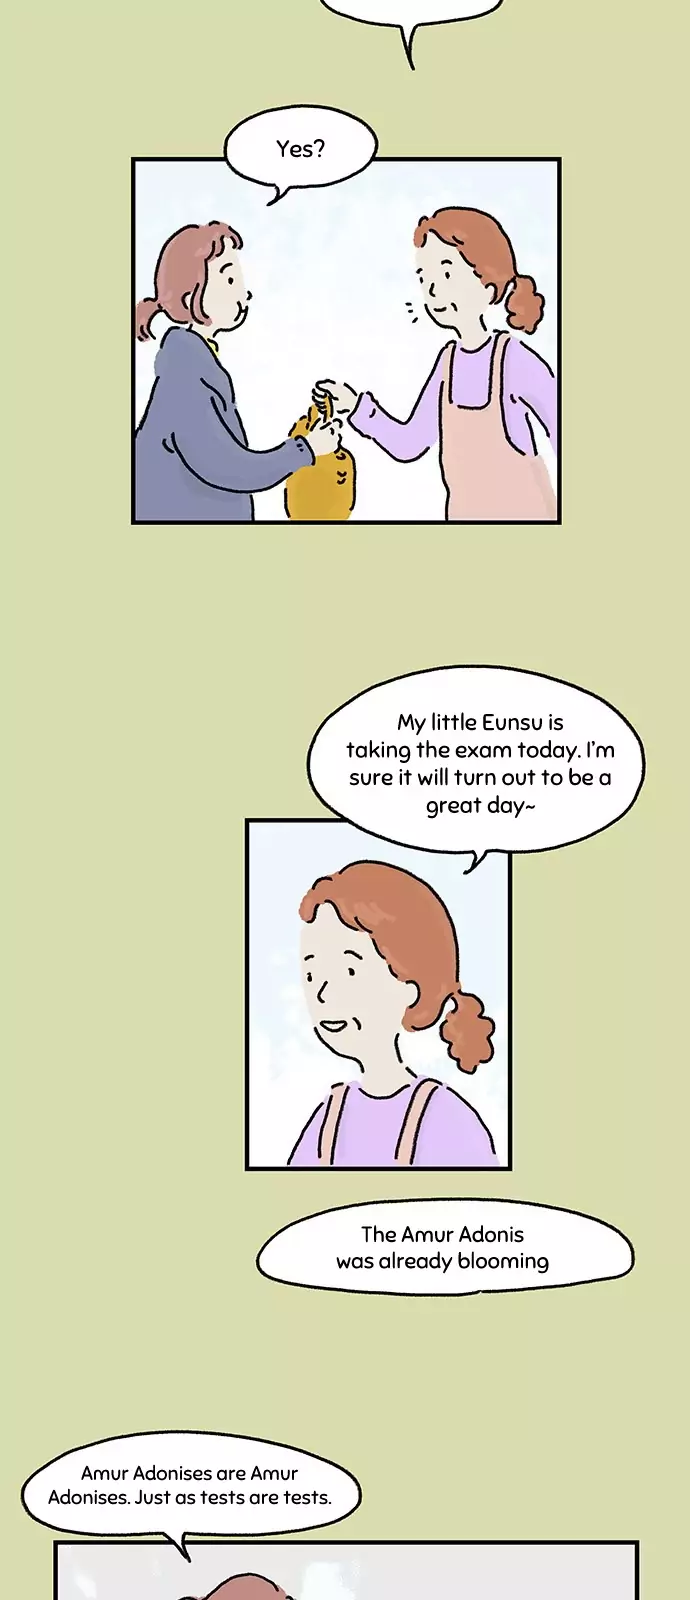 Yes?
My little Eunsu is
taking the exam today. I'm
sure it will turn out to be a
great day~
The Amur Adonis
was already blooming
Amur Adonises are Amur
Adonises. Just as tests are tests.